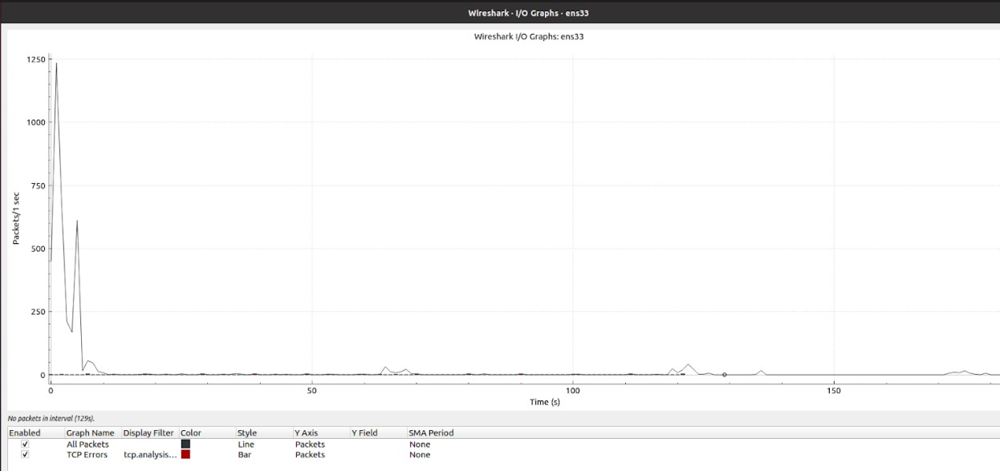 Wireshark · I/O Graphs · ens33
Wireshark I/O Graphs: ens33
1250
1000
750
500
250
0
Packets/1 sec
0 50 100 150
Time (s)
No packets in interval (129s).
Enabled Graph Name Display Filter Color Style Y Axis Y Field SMA Period
All Packets Line Packets None
TCP Errors tcp.analysis... Bar Packets None